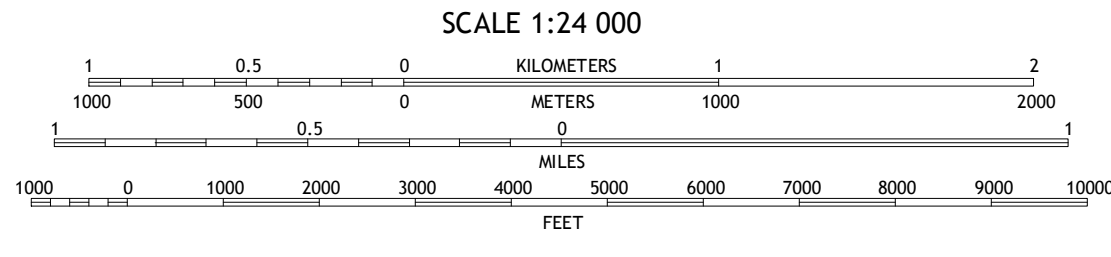 SCALE 1:24 000
1 0.5 0 KILOMETERS 1 2
1000 500 0 METERS 1000 2000
1 0.5 0 1
MILES
1000 0 1000 2000 3000 4000 5000 6000 7000 8000 9000 10000
FEET